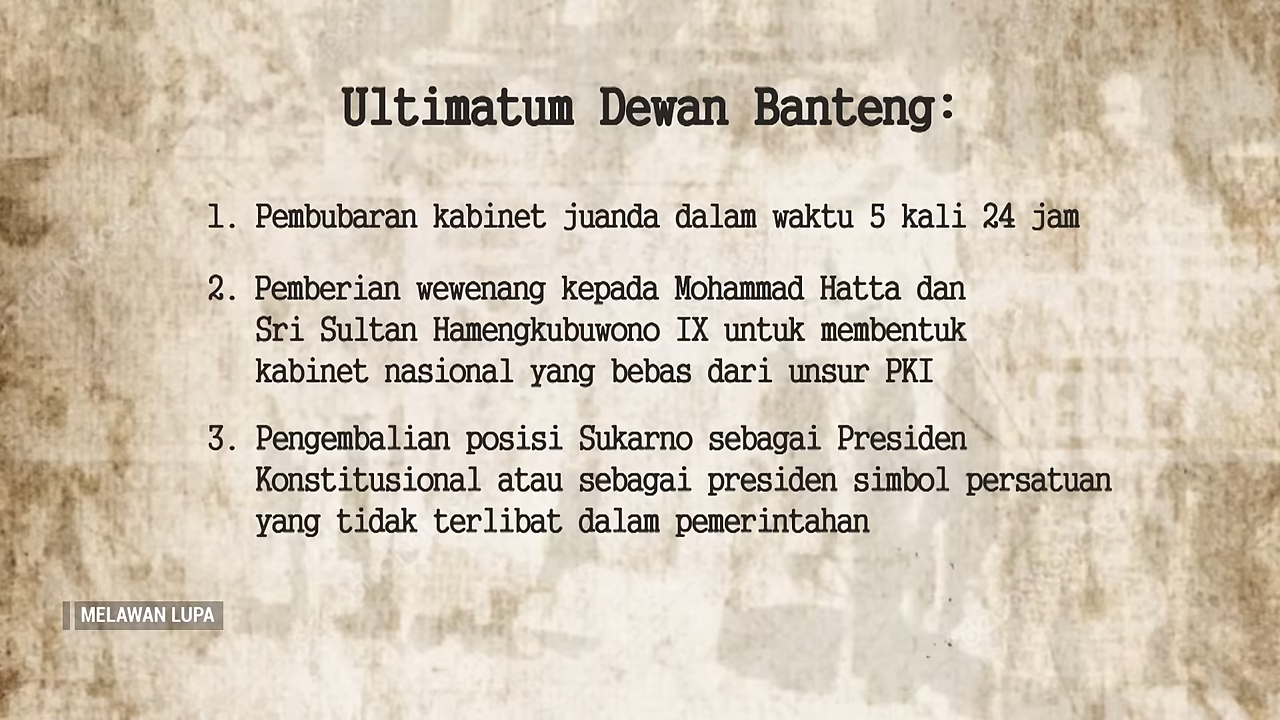 Ultimatum Dewan Banteng:
1. Pembubaran kabinet juanda dalam waktu 5 kali 24 jam
2. Pemberian wewenang kepada Mohammad Hatta dan
Sri Sultan Hamengkubuwono IX untuk membentuk
kabinet nasional yang bebas dari unsur PKI
3. Pengembalian posisi Sukarno sebagai Presiden
Konstitusional atau sebagai presiden simbol persatuan
yang tidak terlibat dalam pemerintahan
MELAWAN LUPA